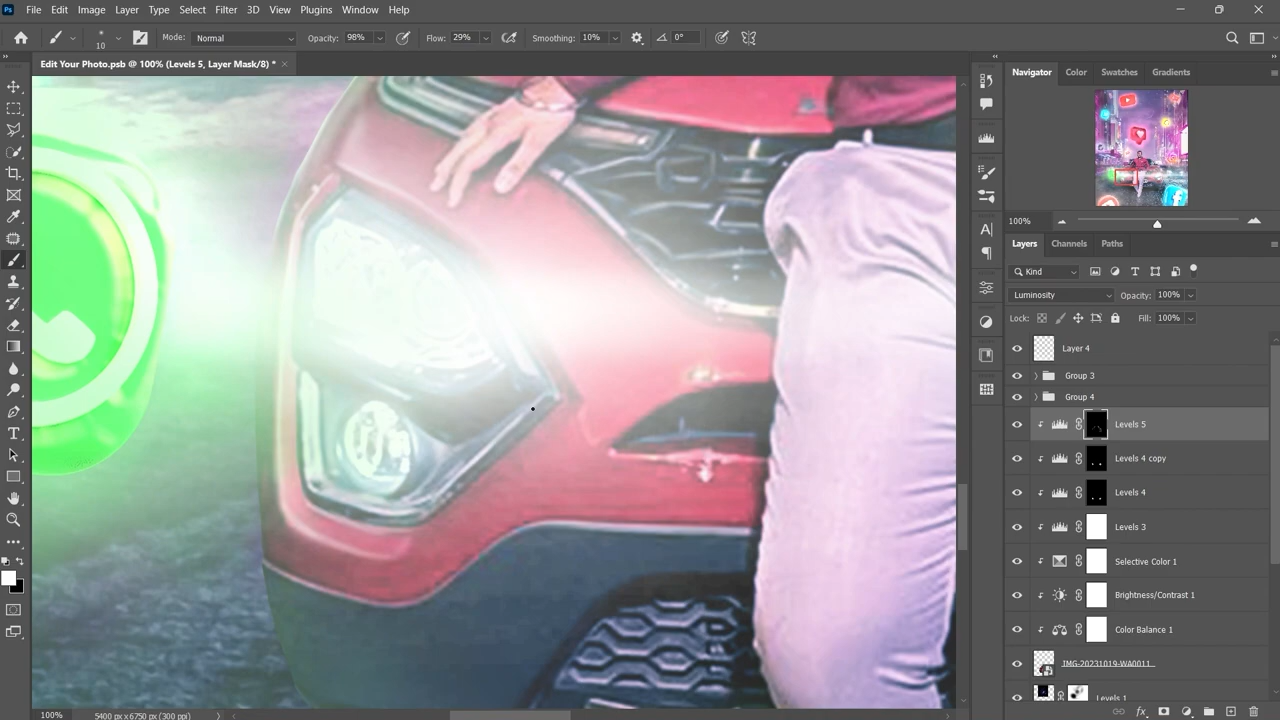 Ps File Edit Image Layer Type Select Filter 3D View Plugins Window Help
10 Mode: Normal Opacity: 98% Flow: 29% Smoothing: 10% 0°
Edit Your Photo.psb @ 100% (Levels 5, Layer Mask/8) *
Navigator Color Swatches Gradients
100%
Layers Channels Paths
Kind
Luminosity Opacity: 100%
Lock: Fill: 100%
Layer 4
Group 3
Group 4
Levels 5
Levels 4 copy
Levels 4
Levels 3
Selective Color 1
Brightness/Contrast 1
Color Balance 1
IMG-20231019-WA0011...
Levels 1
100% 5400 px x 6750 px (300 ppi)